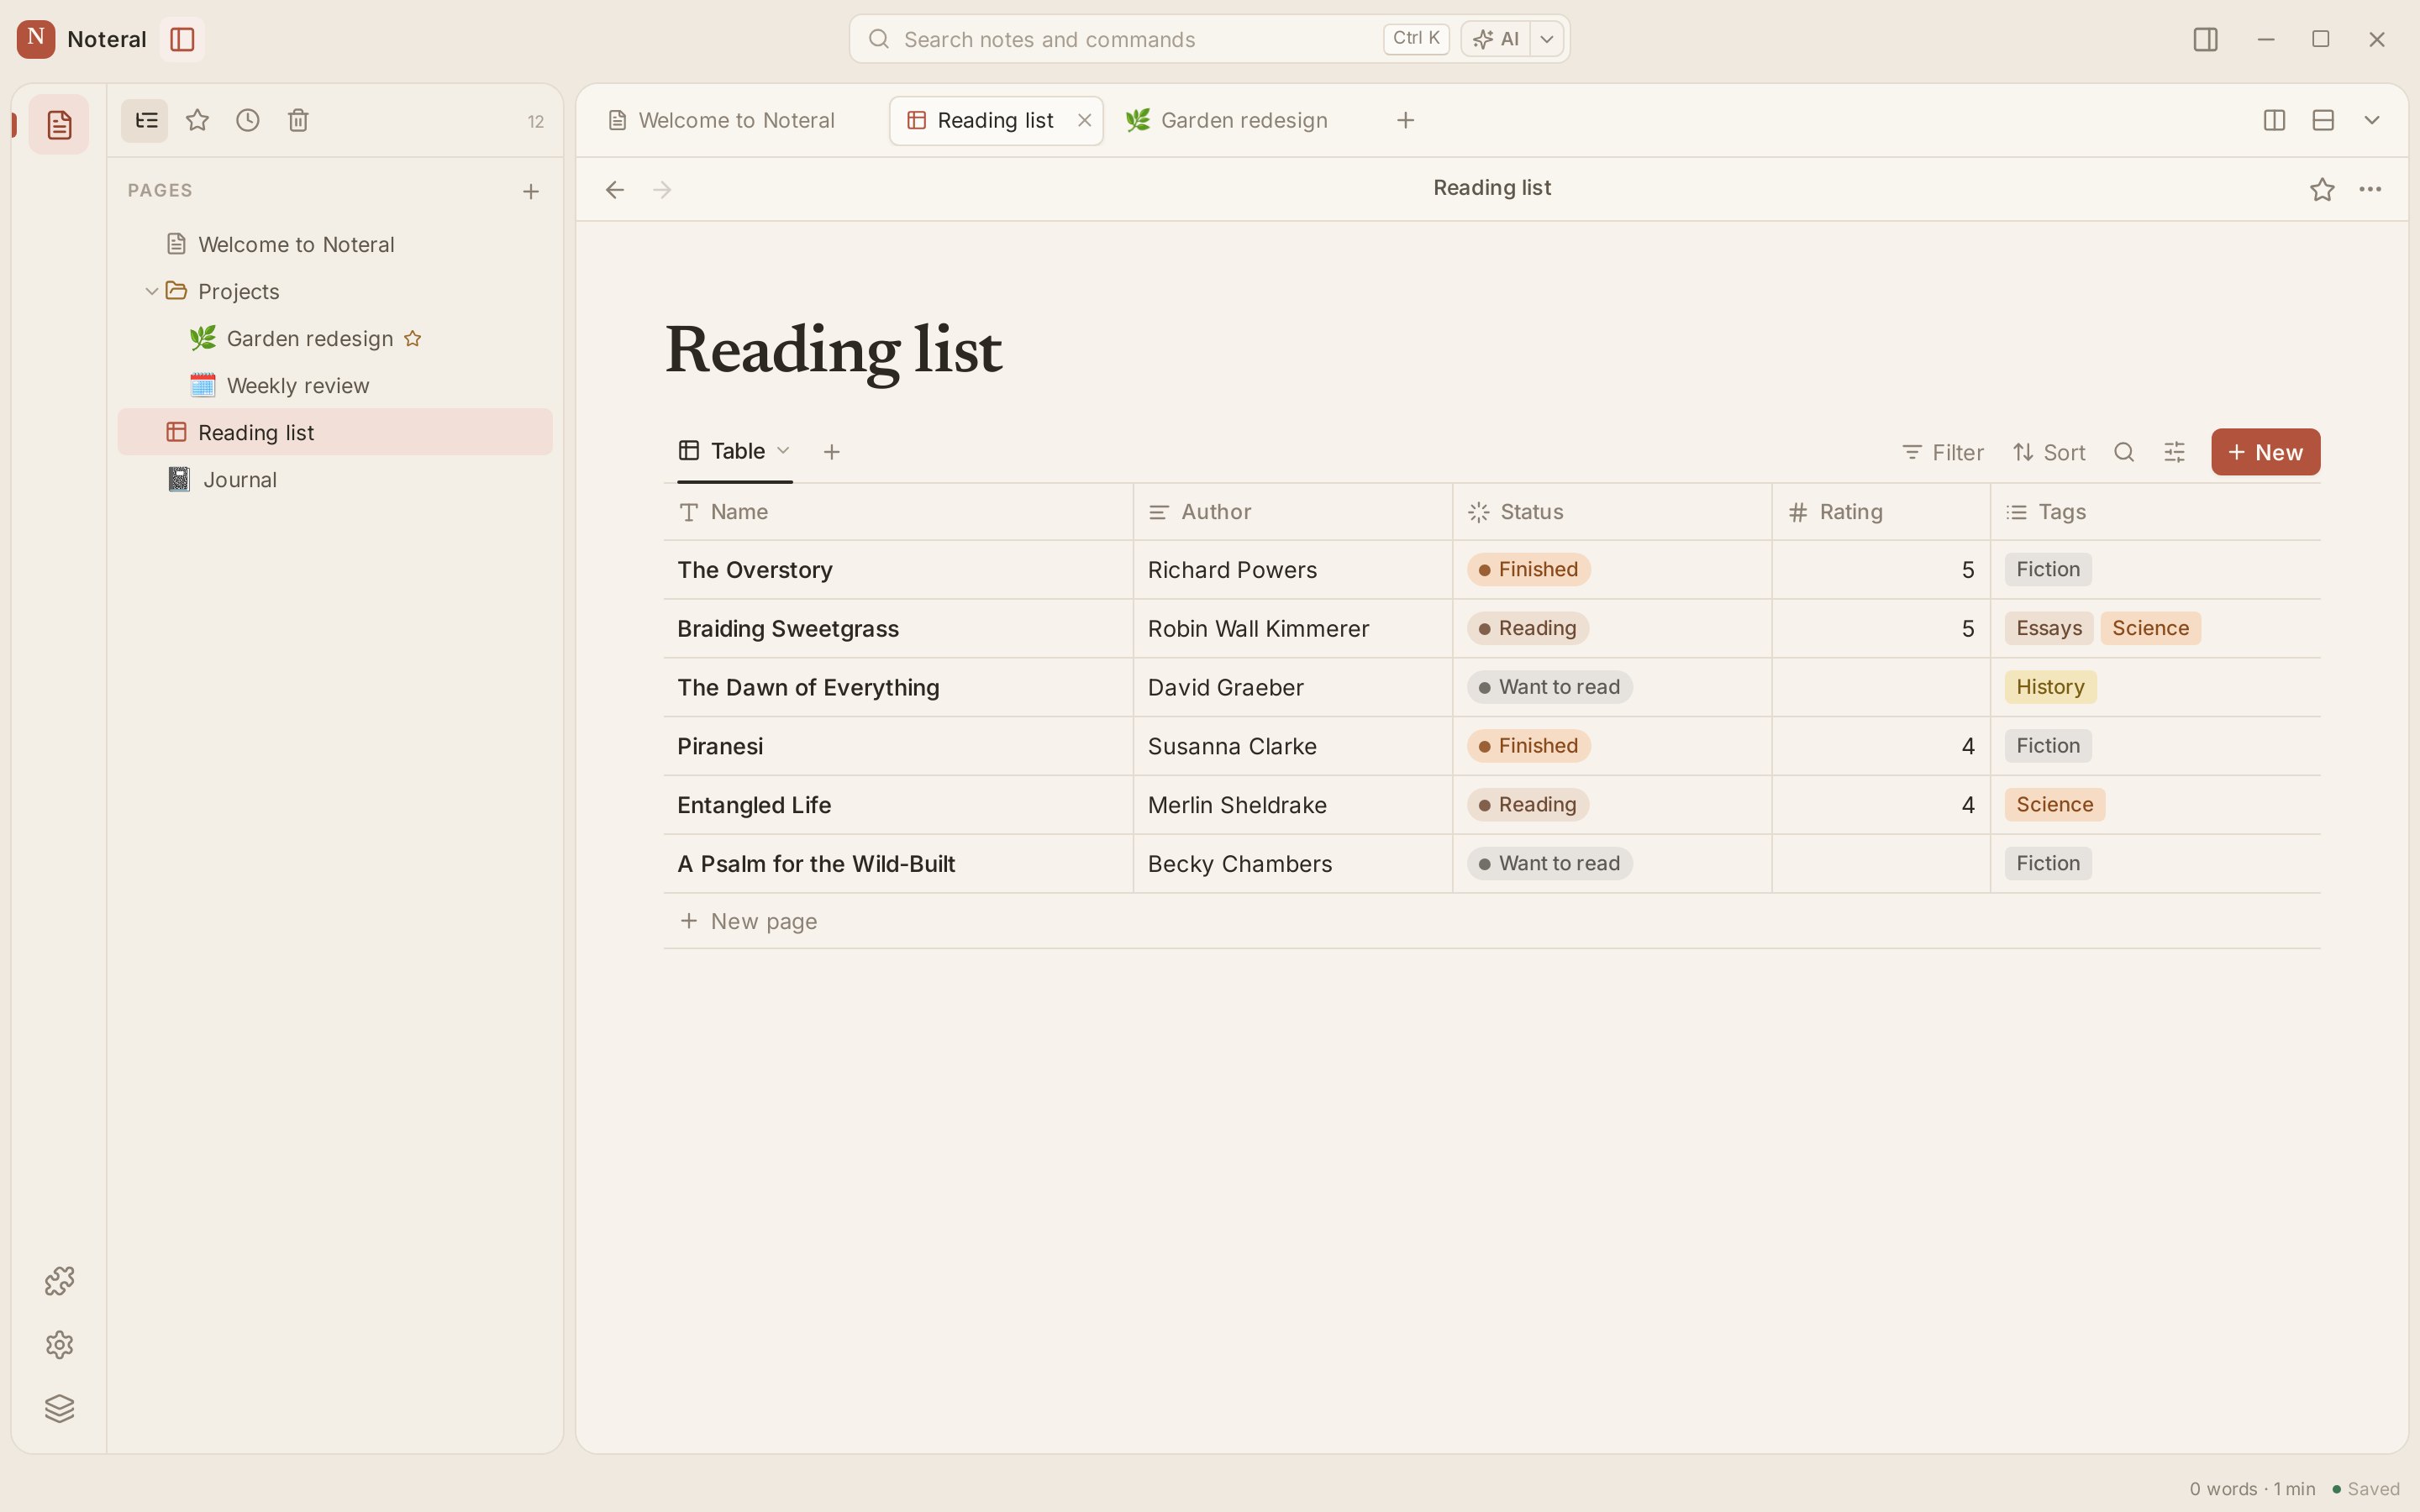 N Noteral
Search notes and commands Ctrl K AI
12
Welcome to Noteral Reading list Garden redesign
PAGES
Reading list
Welcome to Noteral
Projects
Garden redesign
Weekly review
Reading list
Journal
Reading list
Table Filter Sort New
Name Author Status Rating Tags
The Overstory Richard Powers Finished 5 Fiction
Braiding Sweetgrass Robin Wall Kimmerer Reading 5 Essays Science
The Dawn of Everything David Graeber Want to read History
Piranesi Susanna Clarke Finished 4 Fiction
Entangled Life Merlin Sheldrake Reading 4 Science
A Psalm for the Wild-Built Becky Chambers Want to read Fiction
New page
0 words · 1 min Saved